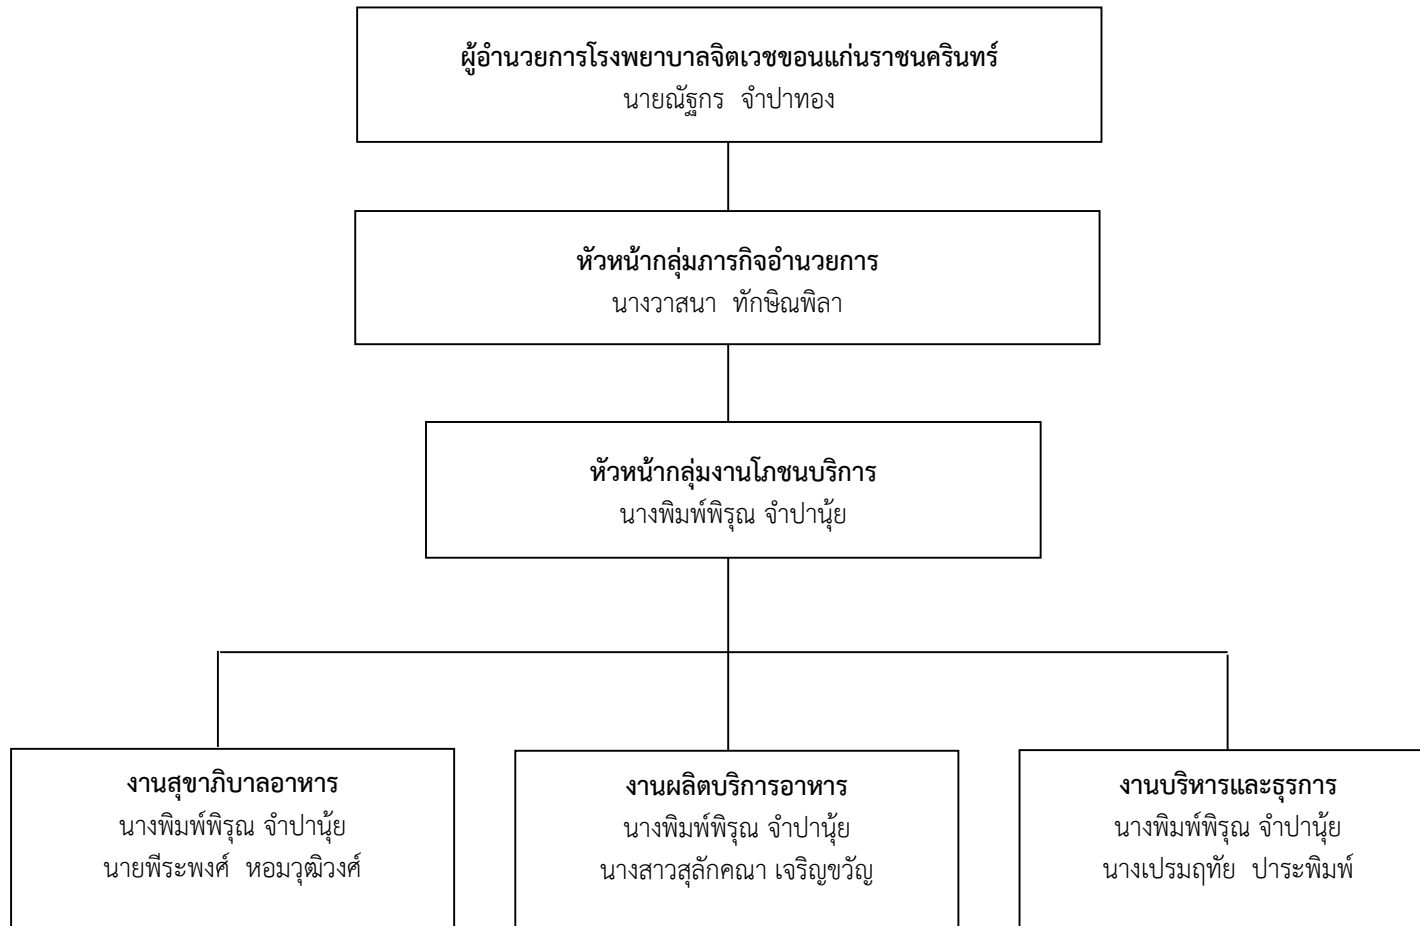 ผู้อำนวยการโรงพยาบาลจิตเวชขอนแก่นราชนครินทร์
นายณัฐกร จำปาทอง
หัวหน้ากลุ่มภารกิจอำนวยการ
นางวาสนา ทักษิณพิลา
หัวหน้ากลุ่มงานโภชนบริการ
นางพิมพ์พิรุณ จำปานุ้ย
งานสุขาภิบาลอาหาร
นางพิมพ์พิรุณ จำปานุ้ย
นายพีระพงศ์ หอมวุฒิวงศ์
งานผลิตบริการอาหาร
นางพิมพ์พิรุณ จำปานุ้ย
นางสาวสุลักคณา เจริญขวัญ
งานบริหารและธุรการ
นางพิมพ์พิรุณ จำปานุ้ย
นางเปรมฤทัย ปาระพิมพ์